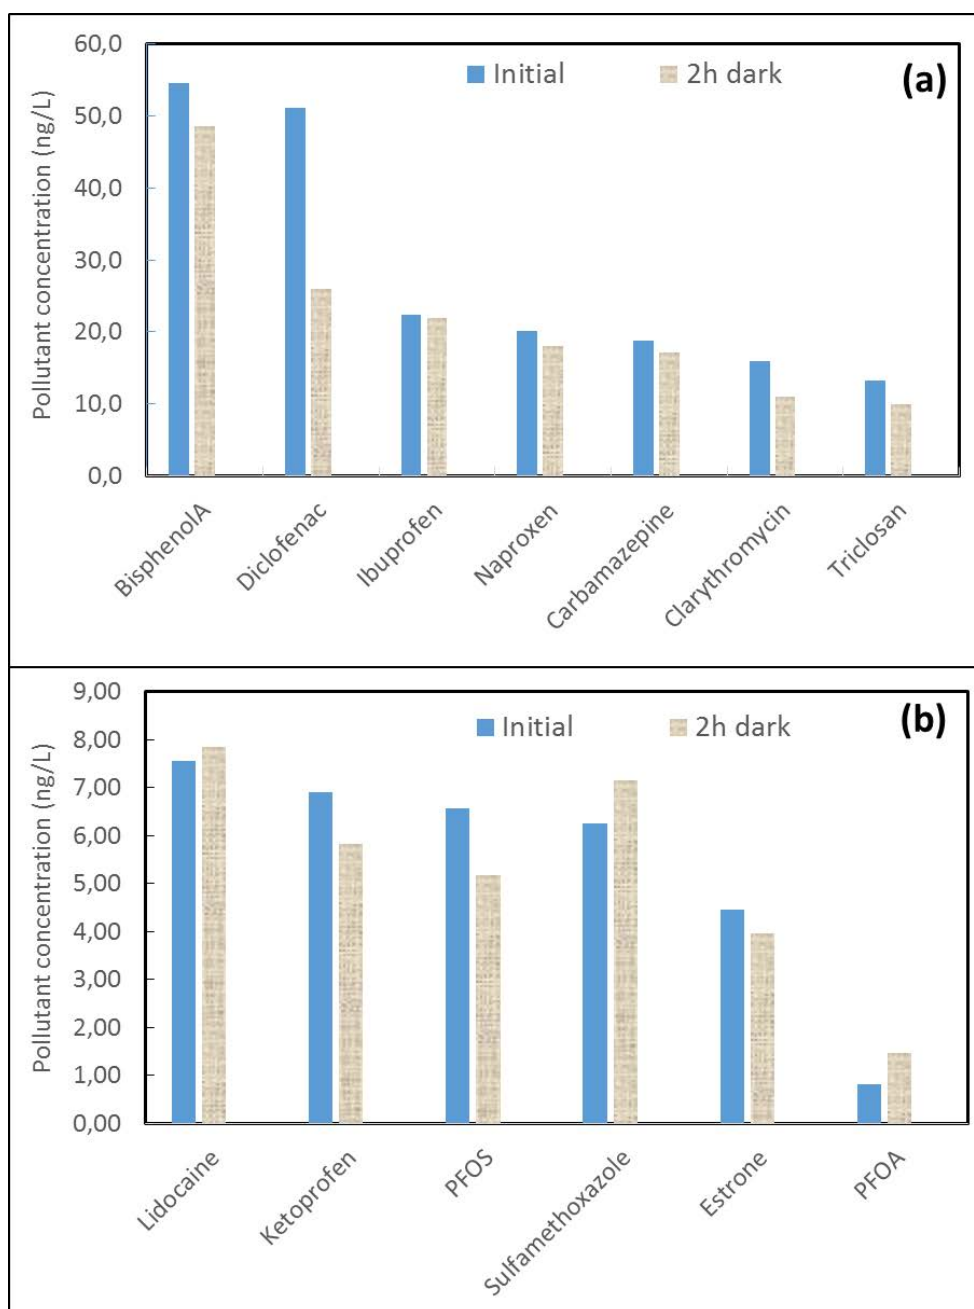 (a)
Initial
2h dark
Pollutant concentration (ng/L)
60,0
50,0
40,0
30,0
20,0
10,0
0,0
BisphenolA
Diclofenac
Ibuprofen
Naproxen
Carbamazepine
Clarythromycin
Triclosan
(b)
Initial
2h dark
Pollutant concentration (ng/L)
9,00
8,00
7,00
6,00
5,00
4,00
3,00
2,00
1,00
0,00
Lidocaine
Ketoprofen
PFOS
Sulfamethoxazole
Estrone
PFOA